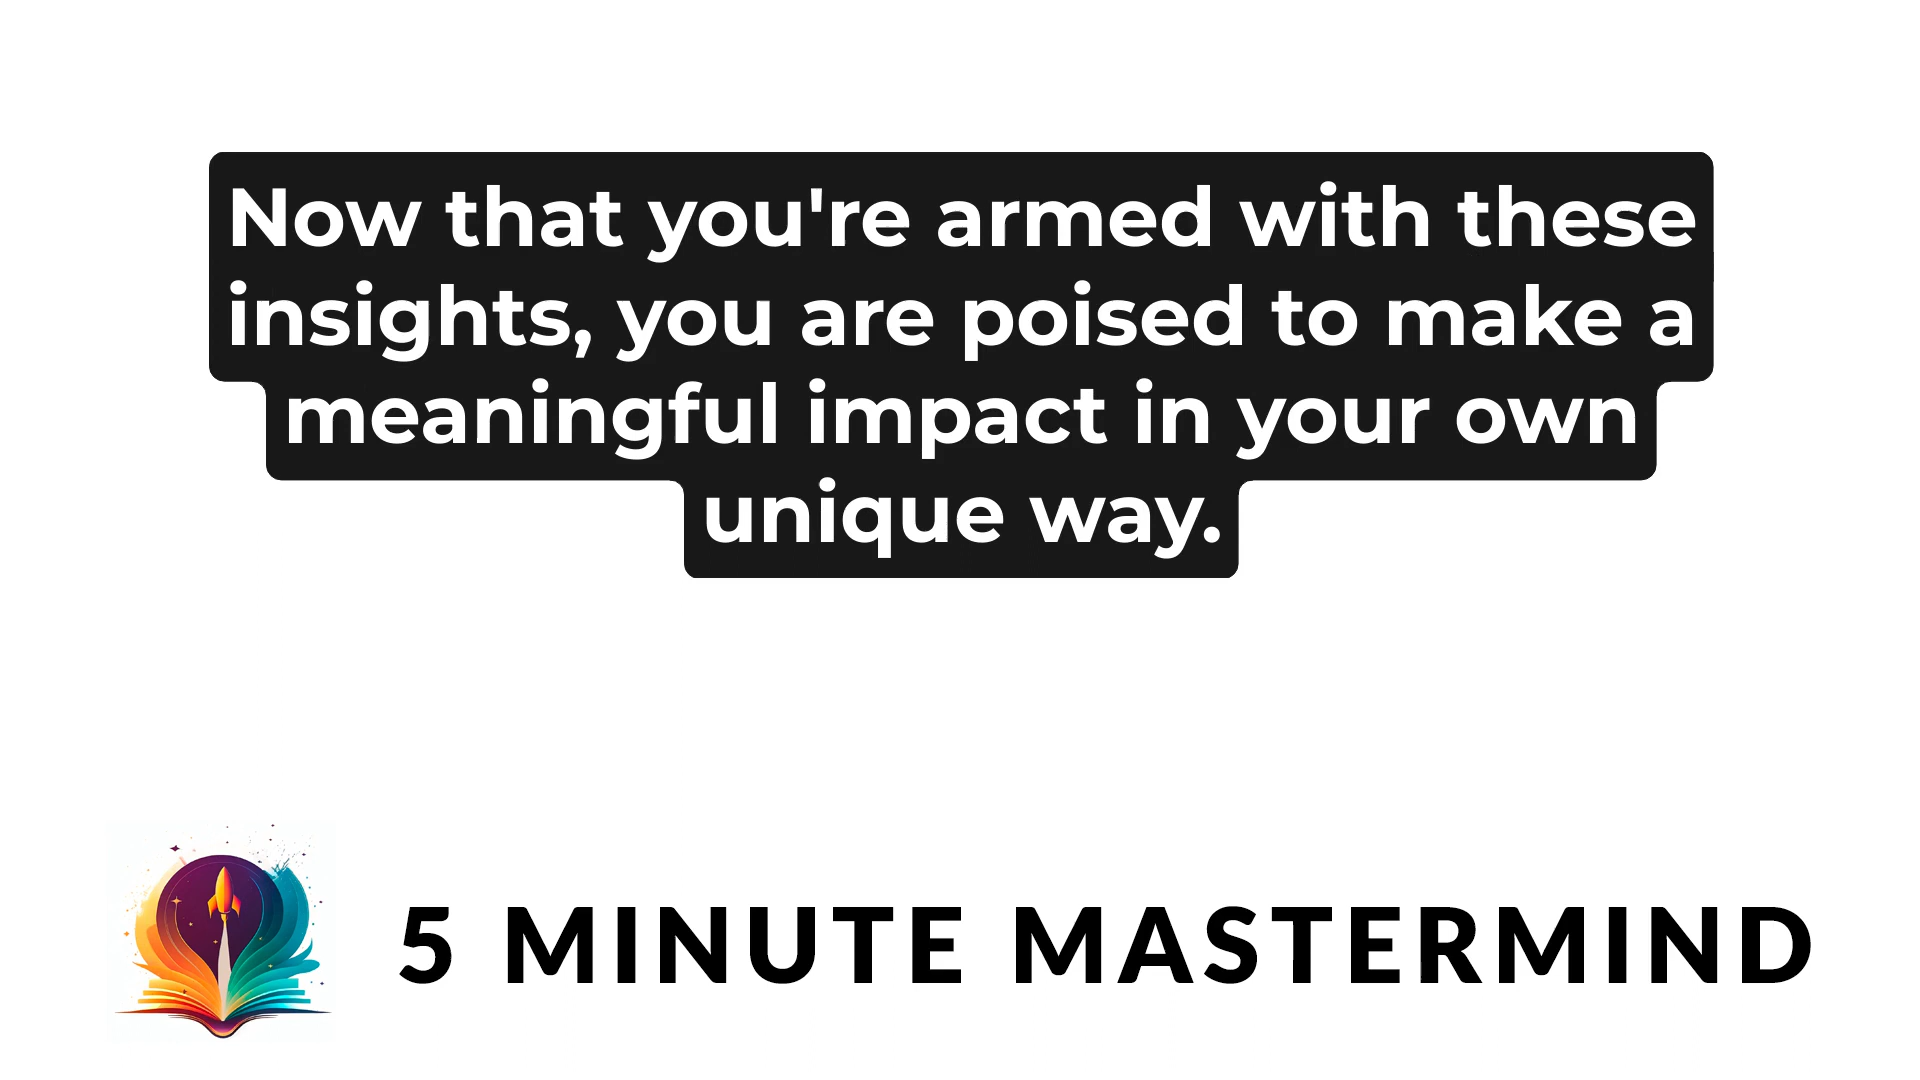 Now that you're armed with these
insights, you are poised to make a
meaningful impact in your own
unique way.
5 MINUTE MASTERMIND